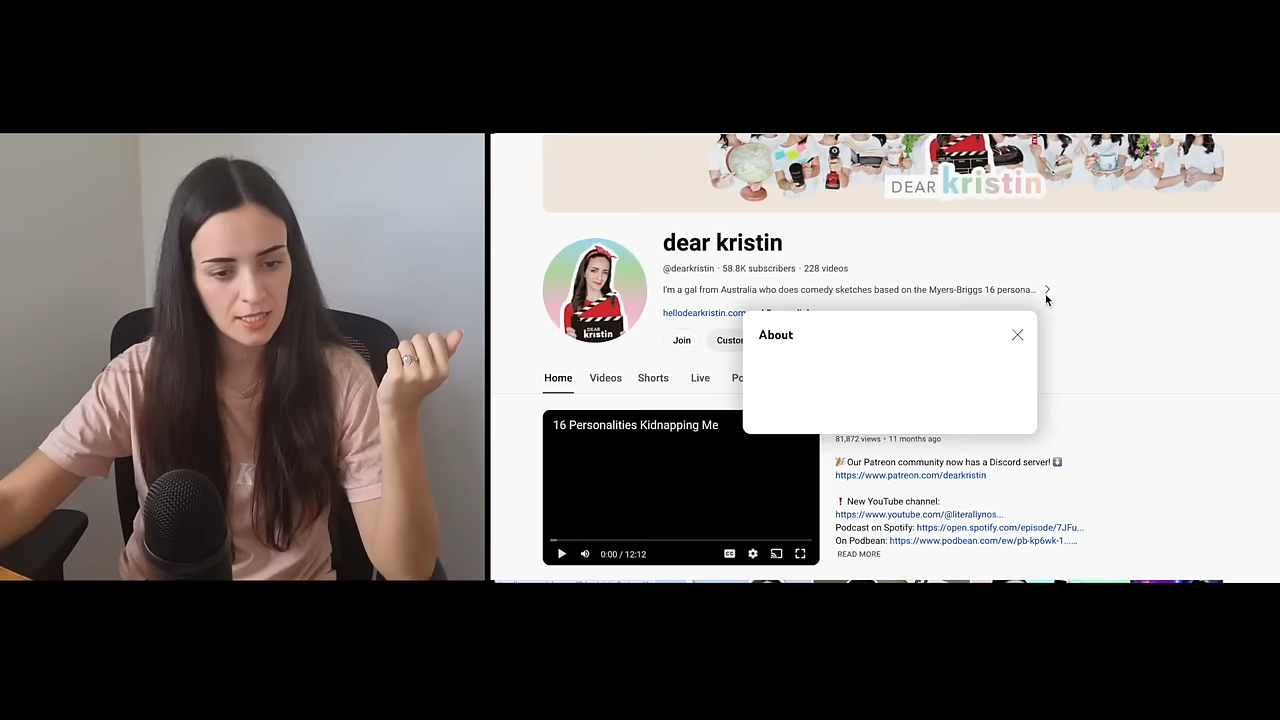 DEAR kristin
dear kristin
@dearkristin · 58.8K subscribers · 228 videos
I'm a gal from Australia who does comedy sketches based on the Myers-Briggs 16 persona...
hellodearkristin.com
Join
About
Home Videos Shorts Live
DEAR
kristin
16 Personalities Kidnapping Me
0:00 / 12:12
81,872 views • 11 months ago
🎉 Our Patreon community now has a Discord server! ⬇️
https://www.patreon.com/dearkristin
❗ New YouTube channel:
https://www.youtube.com/@literallynos...
Podcast on Spotify: https://open.spotify.com/episode/7JFu...
On Podbean: https://www.podbean.com/ew/pb-kp6wk-1......
READ MORE